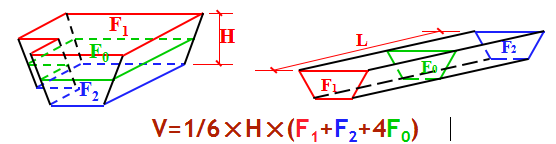 F₁
H
F₀
F₂
L
F₂
F₀
F₁
V=1/6×H×(F₁+F₂+4F₀)